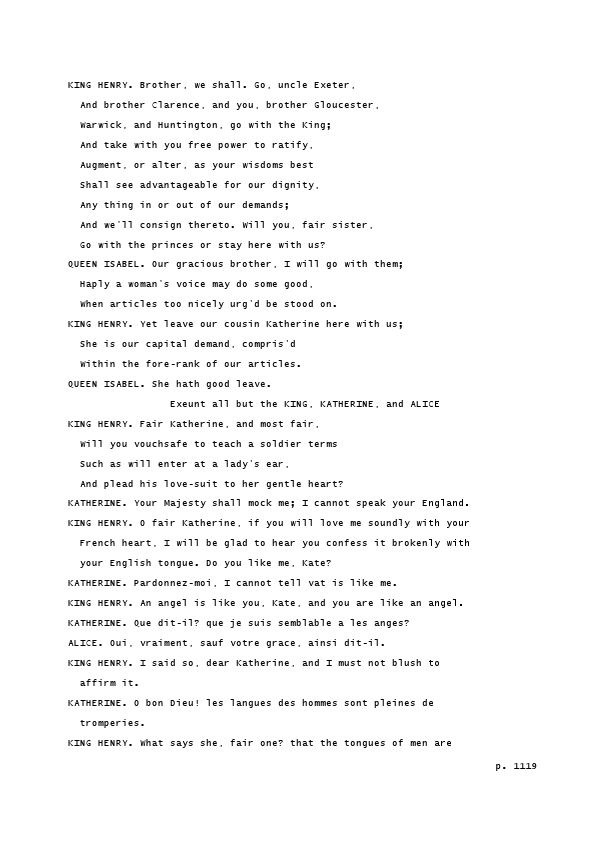 KING HENRY. Brother, we shall. Go, uncle Exeter,
And brother Clarence, and you, brother Gloucester,
Warwick, and Huntington, go with the King;
And take with you free power to ratify,
Augment, or alter, as your wisdoms best
Shall see advantageable for our dignity,
Any thing in or out of our demands;
And we'll consign thereto. Will you, fair sister,
Go with the princes or stay here with us?
QUEEN ISABEL. Our gracious brother, I will go with them;
Haply a woman's voice may do some good,
When articles too nicely urg'd be stood on.
KING HENRY. Yet leave our cousin Katherine here with us;
She is our capital demand, compris'd
Within the fore-rank of our articles.
QUEEN ISABEL. She hath good leave.
Exeunt all but the KING, KATHERINE, and ALICE
KING HENRY. Fair Katherine, and most fair,
Will you vouchsafe to teach a soldier terms
Such as will enter at a lady's ear,
And plead his love-suit to her gentle heart?
KATHERINE. Your Majesty shall mock me; I cannot speak your England.
KING HENRY. O fair Katherine, if you will love me soundly with your
French heart, I will be glad to hear you confess it brokenly with
your English tongue. Do you like me, Kate?
KATHERINE. Pardonnez-moi, I cannot tell vat is like me.
KING HENRY. An angel is like you, Kate, and you are like an angel.
KATHERINE. Que dit-il? que je suis semblable a les anges?
ALICE. Oui, vraiment, sauf votre grace, ainsi dit-il.
KING HENRY. I said so, dear Katherine, and I must not blush to
affirm it.
KATHERINE. O bon Dieu! les langues des hommes sont pleines de
tromperies.
KING HENRY. What says she, fair one? that the tongues of men are
p. 1119